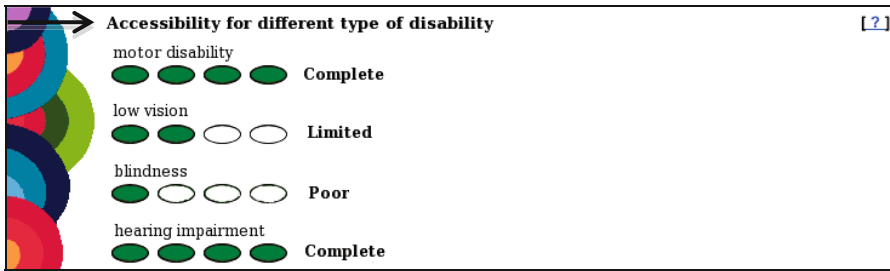 Accessibility for different type of disability [?]
motor disability
Complete
low vision
Limited
blindness
Poor
hearing impairment
Complete